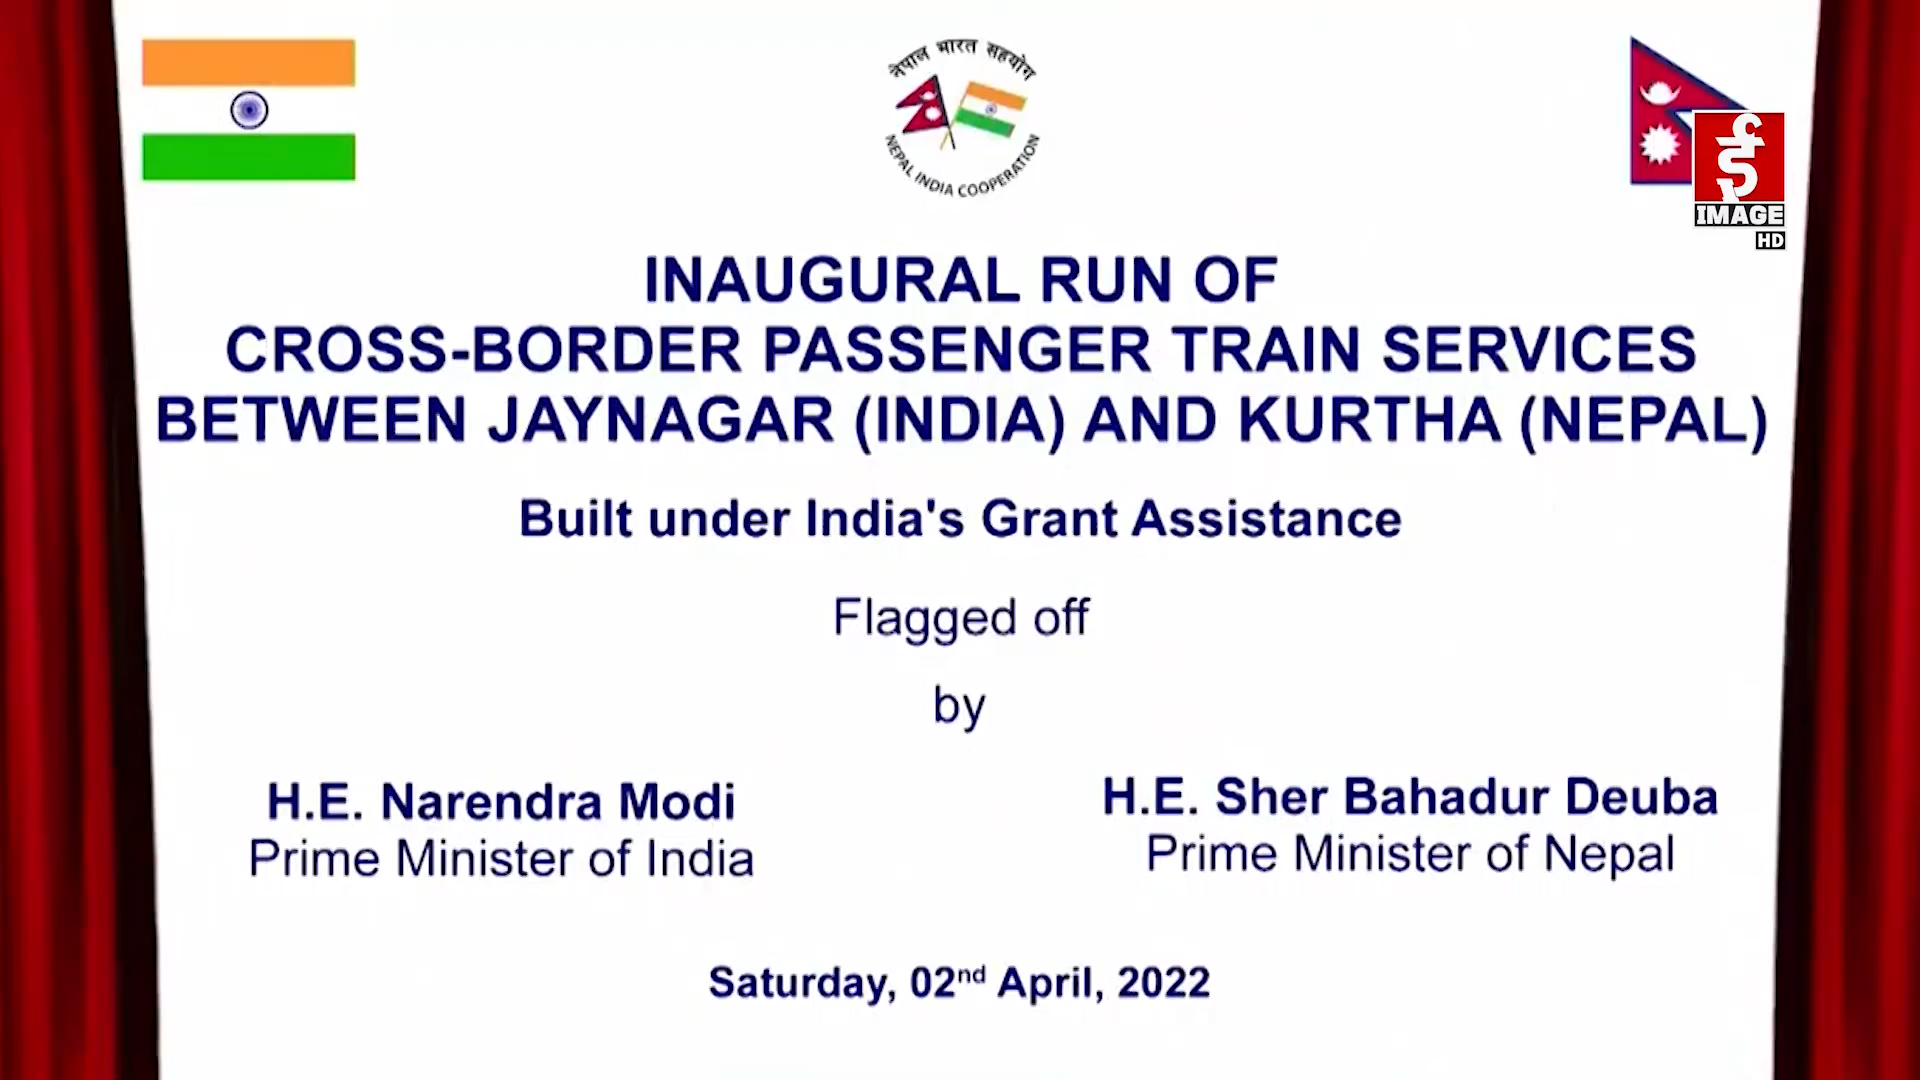 नेपाल भारत सहयोग
NEPAL INDIA COOPERATION
IMAGE
HD
INAUGURAL RUN OF
CROSS-BORDER PASSENGER TRAIN SERVICES
BETWEEN JAYNAGAR (INDIA) AND KURTHA (NEPAL)
Built under India's Grant Assistance
Flagged off
by
H.E. Narendra Modi
Prime Minister of India
H.E. Sher Bahadur Deuba
Prime Minister of Nepal
Saturday, 02nd April, 2022